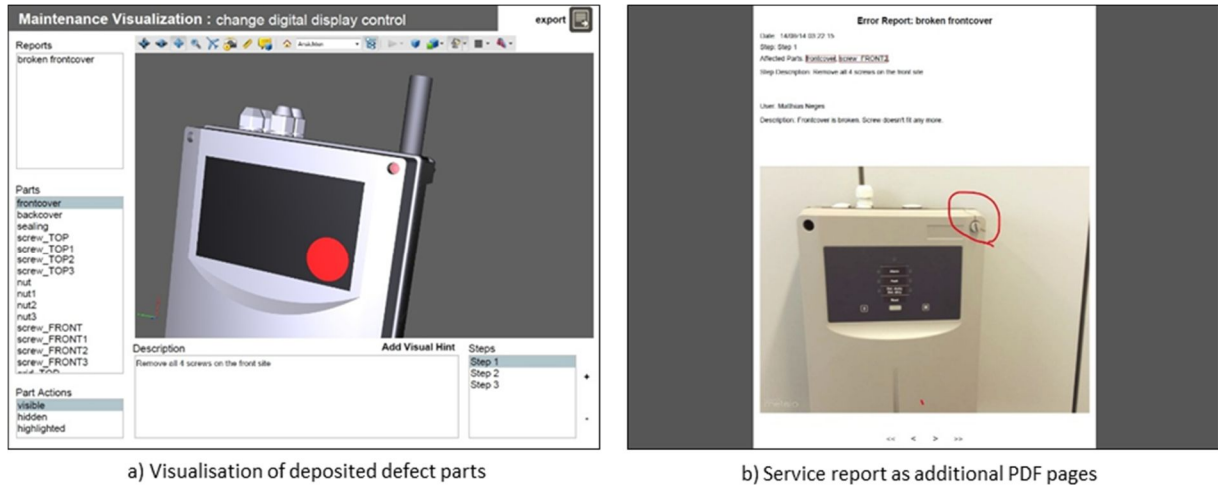 Maintenance Visualization : change digital display control
export
Reports
broken frontcover
Ansichten
Parts
frontcover
backcover
sealing
screw_TOP
screw_TOP1
screw_TOP2
screw_TOP3
nut
nut1
nut2
nut3
screw_FRONT
screw_FRONT1
screw_FRONT2
screw_FRONT3
Part Actions
visible
hidden
highlighted
Description
Add Visual Hint
Remove all 4 screws on the front site
Steps
Step 1
Step 2
Step 3
+
-
a) Visualisation of deposited defect parts
Error Report: broken frontcover
Date: 14/09/14 03:22:15
Step: Step 1
Affected Parts: frontcover, screw_FRONT2,
Step Description: Remove all 4 screws on the front site
User: Matthias Neges
Description: Frontcover is broken. Screw doesn't fit any more.
<< < > >>
b) Service report as additional PDF pages